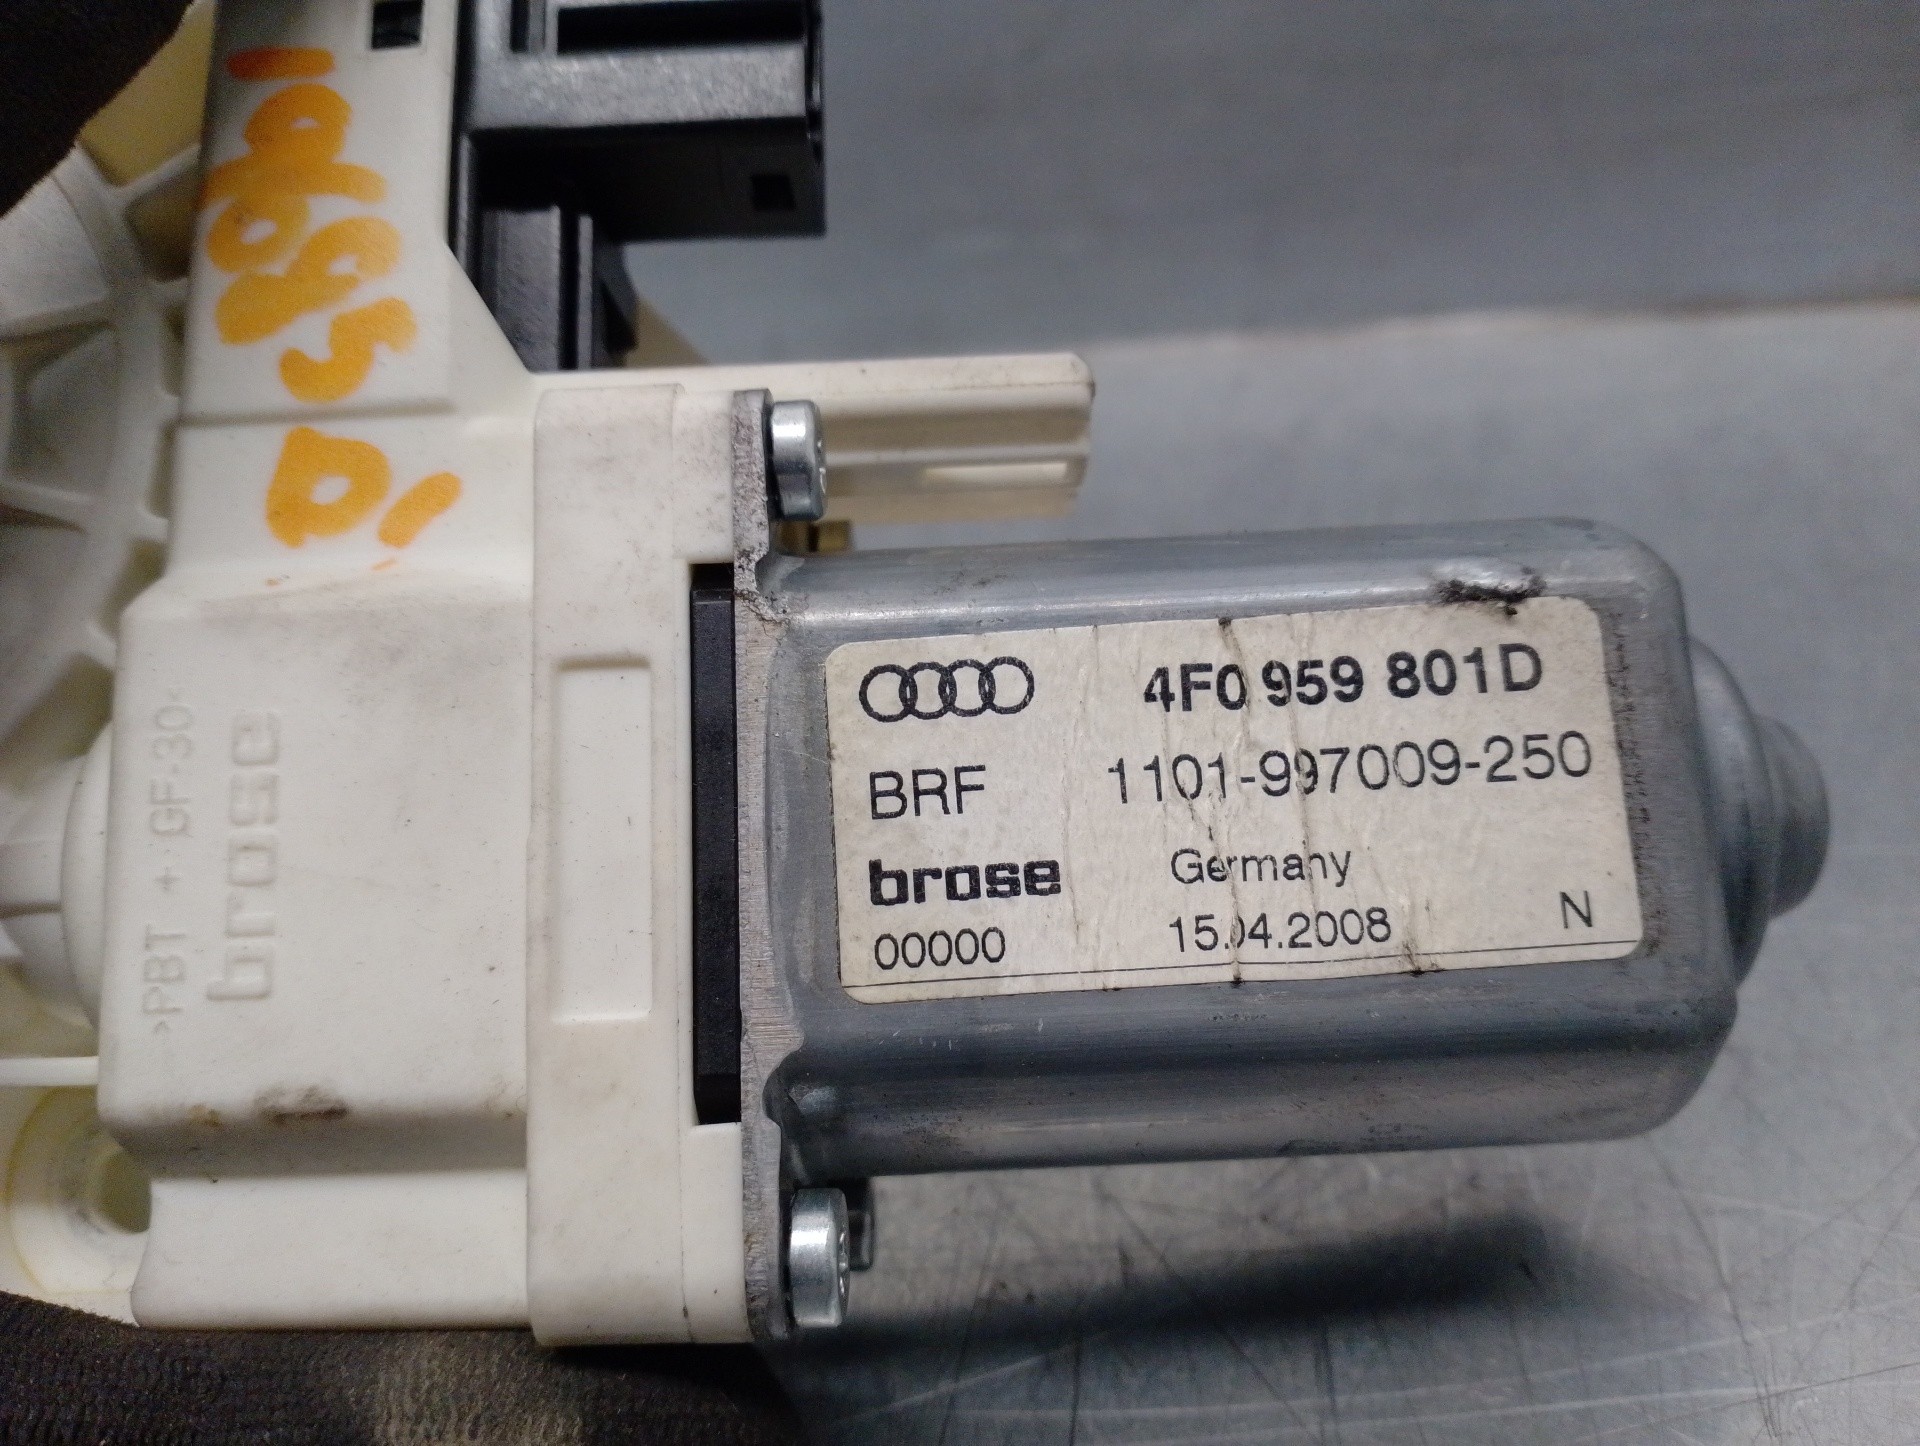 4F0 959 801D
BRF 1101-997009-250
brose Germany
00000 15.04.2008 N
>PBT + GF-30<
brose